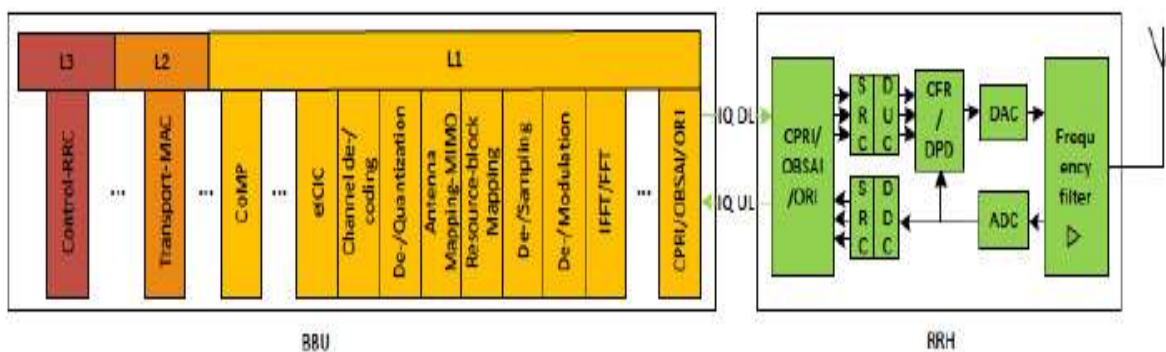 L3
L2
L1
Control-RRC
...
Transport-MAC
...
CoMP
...
eICIC
Channel de-/
coding
De-/Quantization
Antenna
Mapping-MIMO
Resource-block
Mapping
De-/Sampling
De-/Modulation
IFFT/FFT
...
CPRI/OBSAI/ORI
IQ DL
IQ UL
BBU
CPRI/
OBSAI
/ORI
S D
R U
C C
CFR
/
DPD
DAC
S D
R D
C C
ADC
Frequ
ency
filter
RRH